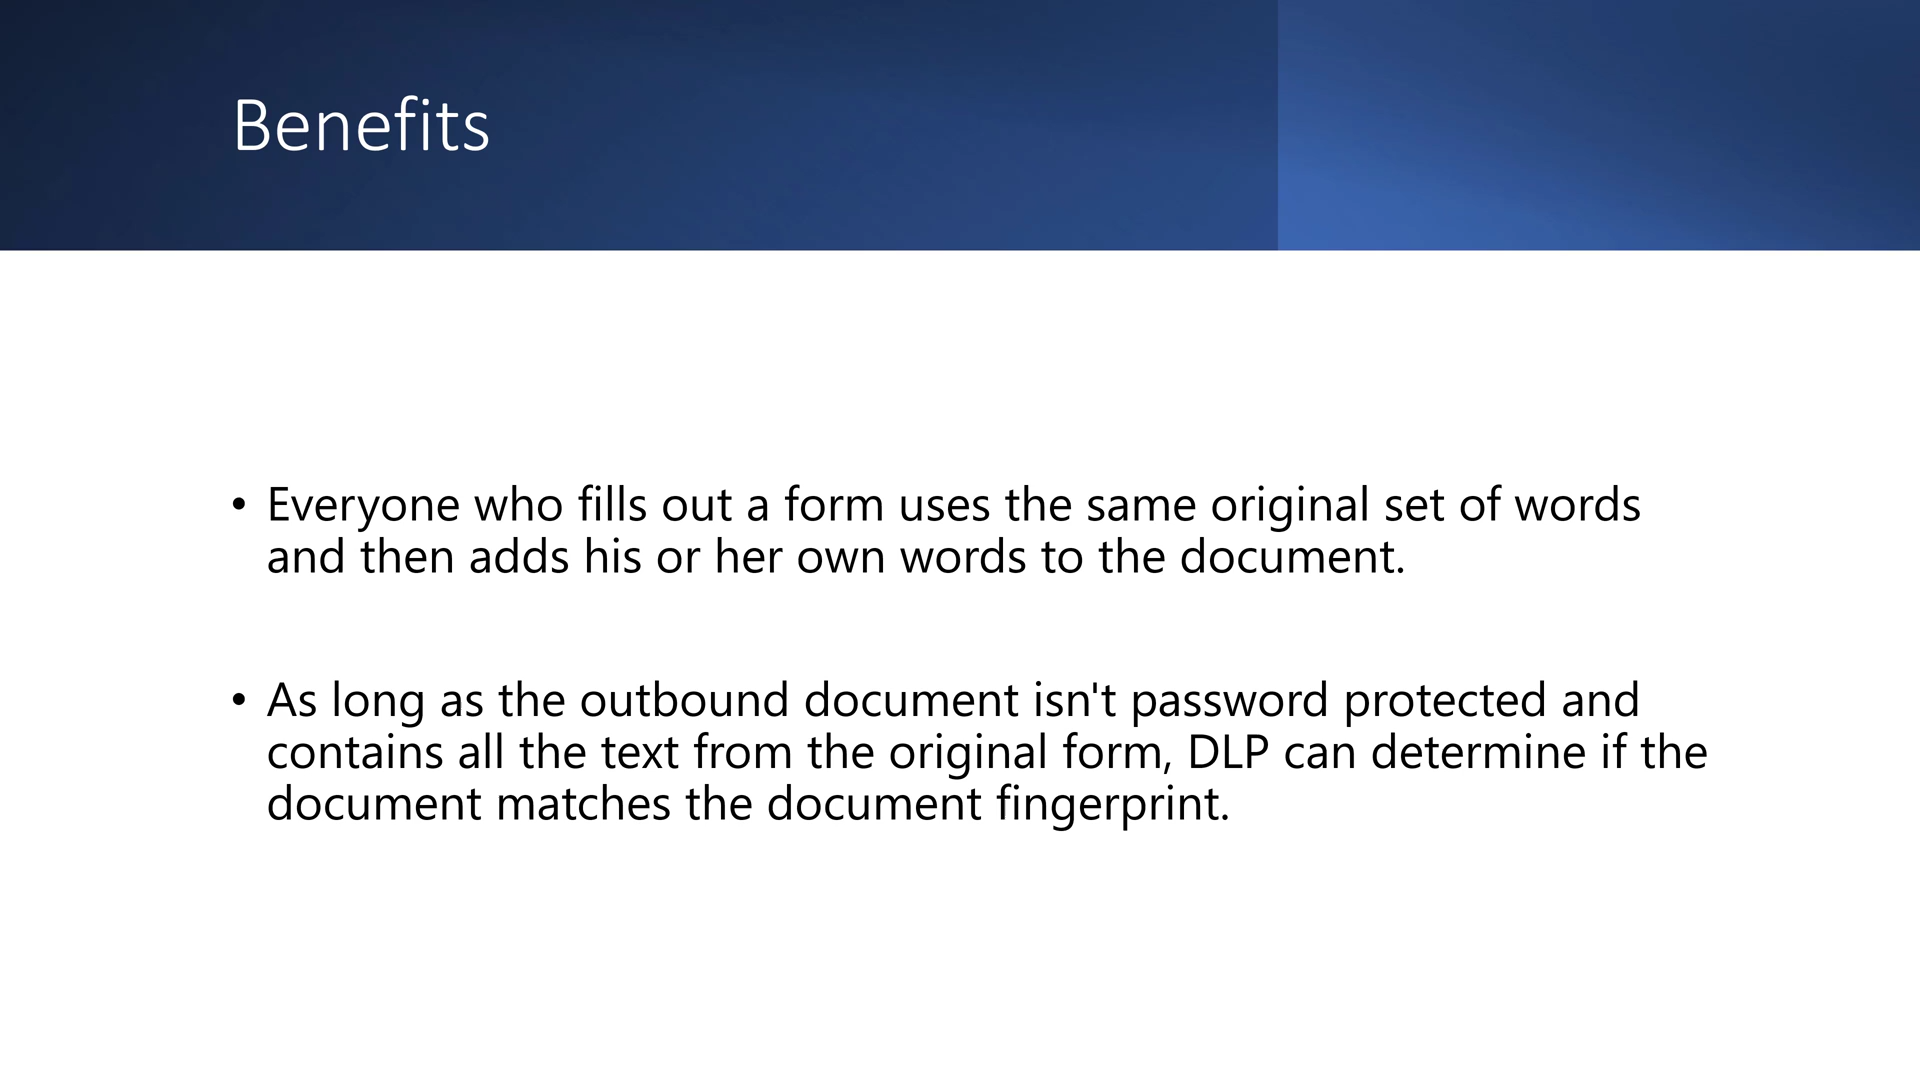 Benefits
• Everyone who fills out a form uses the same original set of words
and then adds his or her own words to the document.
• As long as the outbound document isn't password protected and
contains all the text from the original form, DLP can determine if the
document matches the document fingerprint.